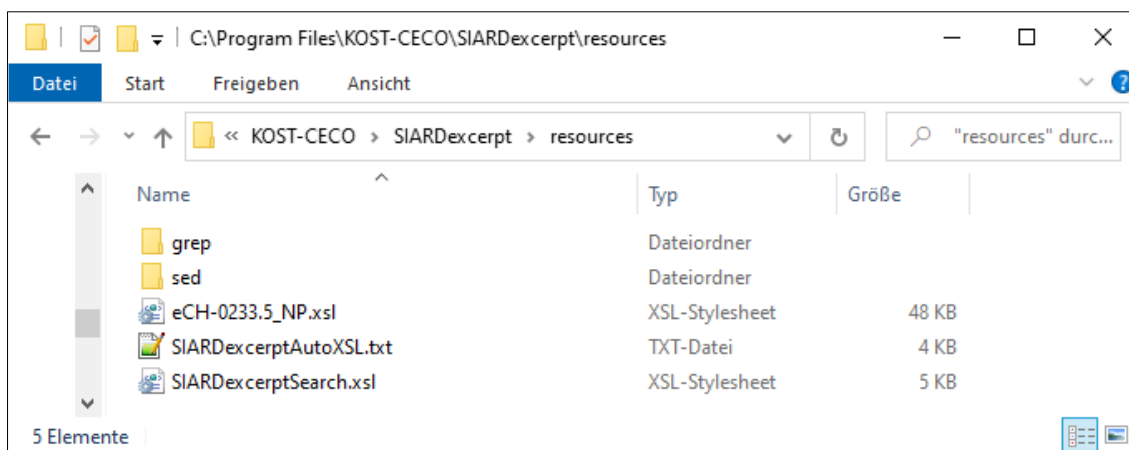 C:\Program Files\KOST-CECO\SIARDexcerpt\resources
Datei Start Freigeben Ansicht
« KOST-CECO > SIARDexcerpt > resources "resources" durc...
Name Typ Größe
grep Dateiordner
sed Dateiordner
eCH-0233.5_NP.xsl XSL-Stylesheet 48 KB
SIARDexcerptAutoXSL.txt TXT-Datei 4 KB
SIARDexcerptSearch.xsl XSL-Stylesheet 5 KB
5 Elemente